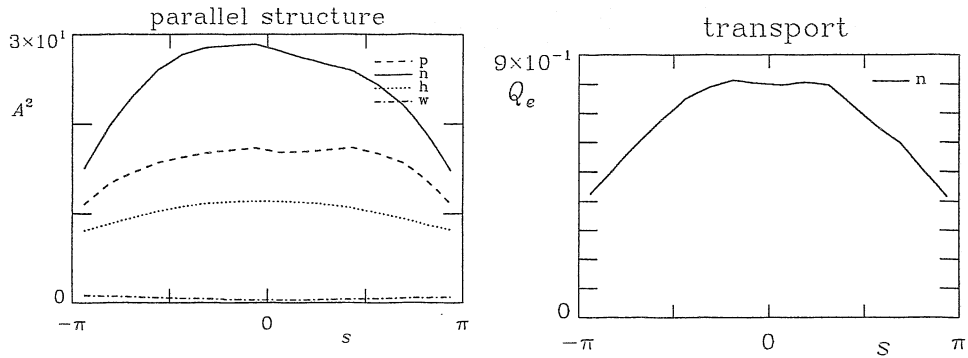 parallel structure
3×10¹
A²
p
n
h
w
0
−π
0
s
π
transport
9×10⁻¹
Qₑ
n
0
−π
0
s
π